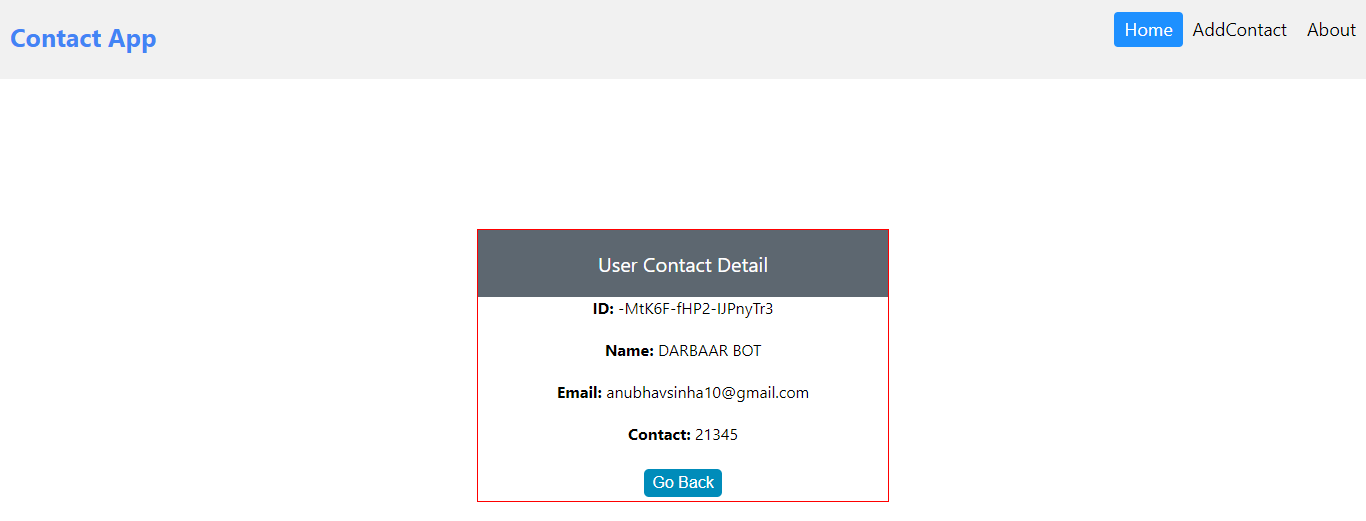 Contact App
Home AddContact About
User Contact Detail
ID: -MtK6F-fHP2-IJPnyTr3
Name: DARBAAR BOT
Email: anubhavsinha10@gmail.com
Contact: 21345
Go Back